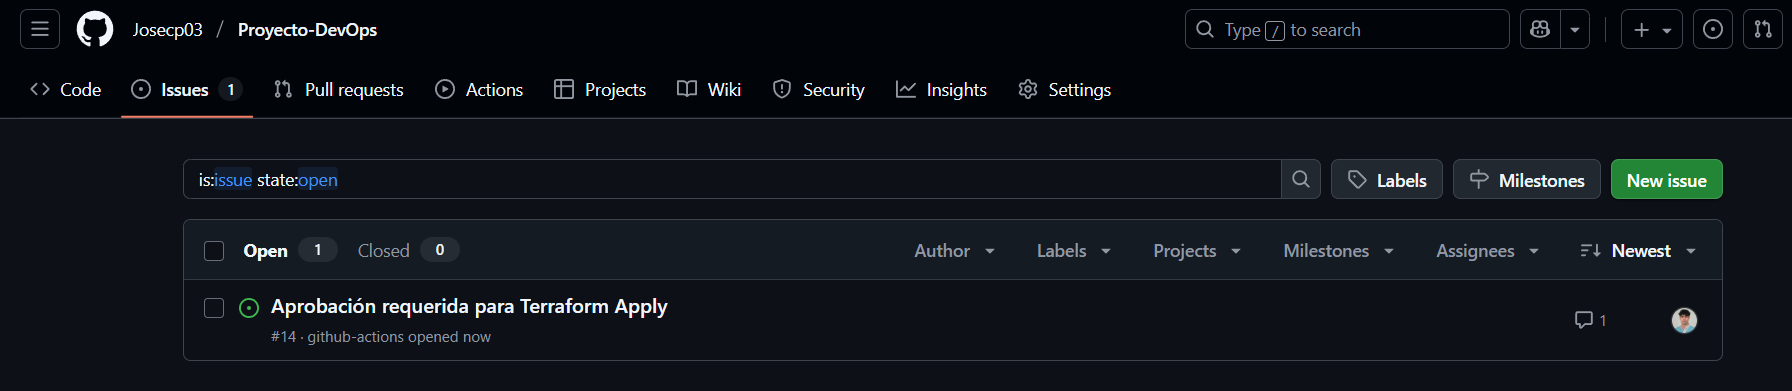 Josecp03 / Proyecto-DevOps
Type / to search
Code
Issues 1
Pull requests
Actions
Projects
Wiki
Security
Insights
Settings
is:issue state:open
Labels
Milestones
New issue
Open 1
Closed 0
Author
Labels
Projects
Milestones
Assignees
Newest
Aprobación requerida para Terraform Apply
1
#14 · github-actions opened now